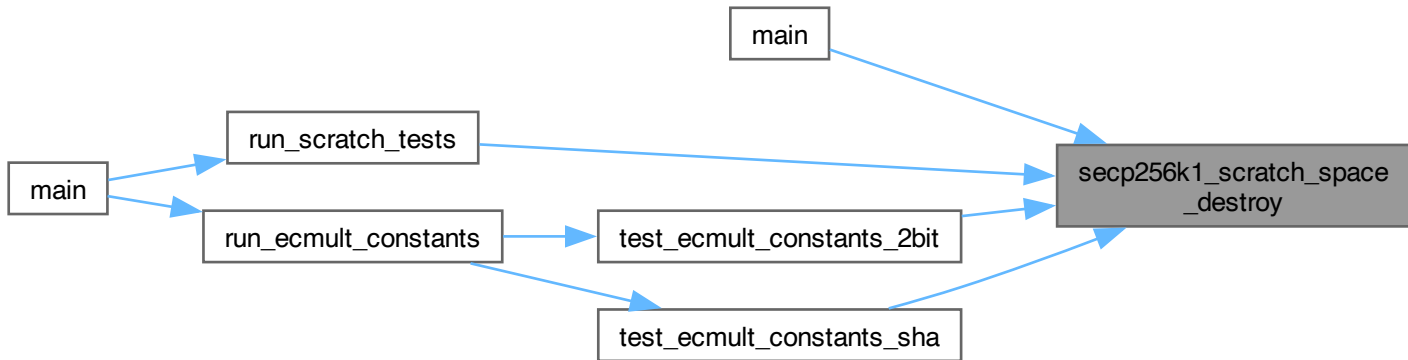 main
run_scratch_tests
secp256k1_scratch_space
_destroy
main
run_ecmult_constants
test_ecmult_constants_2bit
test_ecmult_constants_sha